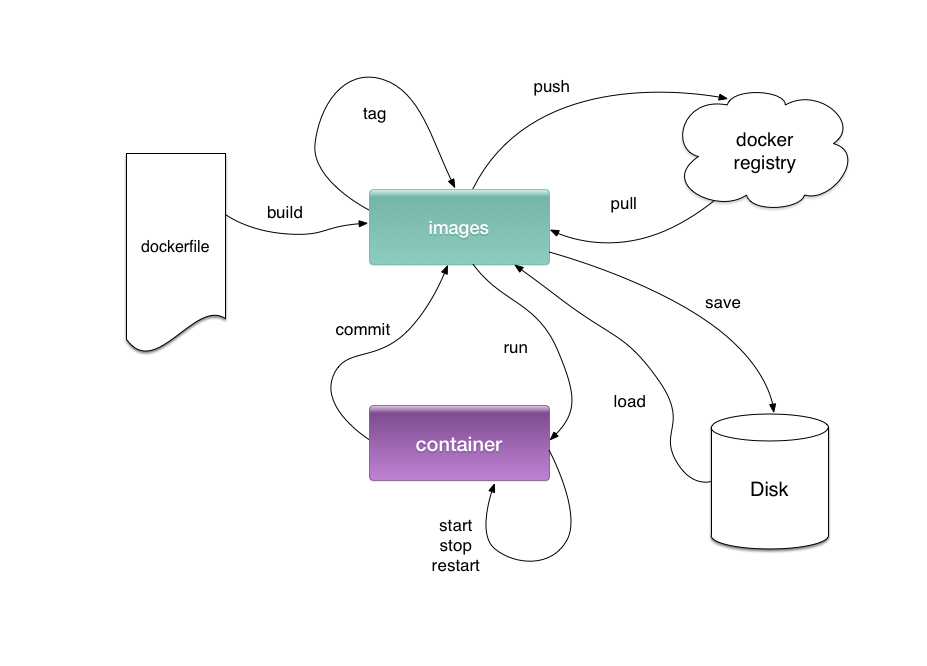 push
tag
docker
registry
build
pull
images
dockerfile
save
commit
run
load
container
Disk
start
stop
restart